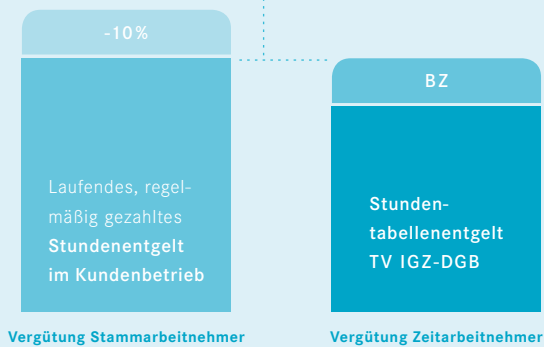 -10%
Laufendes, regel-
mäßig gezahltes
Stundenentgelt
im Kundenbetrieb
Vergütung Stammarbeitnehmer
BZ
Stunden-
tabellenentgelt
TV IGZ-DGB
Vergütung Zeitarbeitnehmer